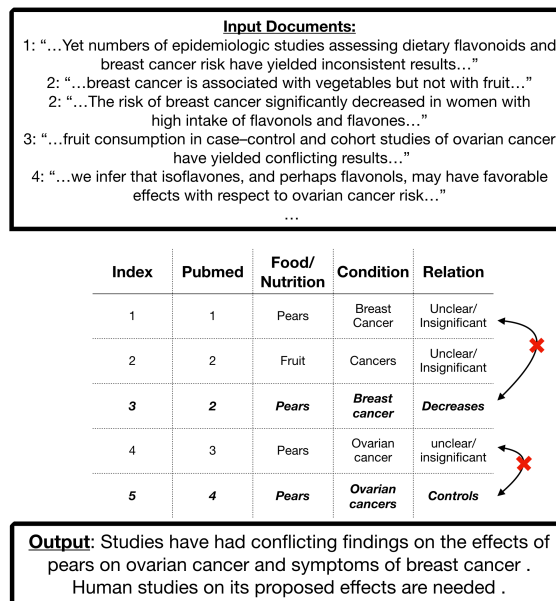 Input Documents:
1: “…Yet numbers of epidemiologic studies assessing dietary flavonoids and
breast cancer risk have yielded inconsistent results…”
2: “…breast cancer is associated with vegetables but not with fruit…”
2: “…The risk of breast cancer significantly decreased in women with
high intake of flavonols and flavones…”
3: “…fruit consumption in case–control and cohort studies of ovarian cancer
have yielded conflicting results…”
4: “…we infer that isoflavones, and perhaps flavonols, may have favorable
effects with respect to ovarian cancer risk…”
…
Index Pubmed Food/ Nutrition Condition Relation
1 1 Pears Breast Cancer Unclear/ Insignificant
2 2 Fruit Cancers Unclear/ Insignificant
3 2 Pears Breast cancer Decreases
4 3 Pears Ovarian cancer unclear/ insignificant
5 4 Pears Ovarian cancers Controls
Output: Studies have had conflicting findings on the effects of
pears on ovarian cancer and symptoms of breast cancer .
Human studies on its proposed effects are needed .